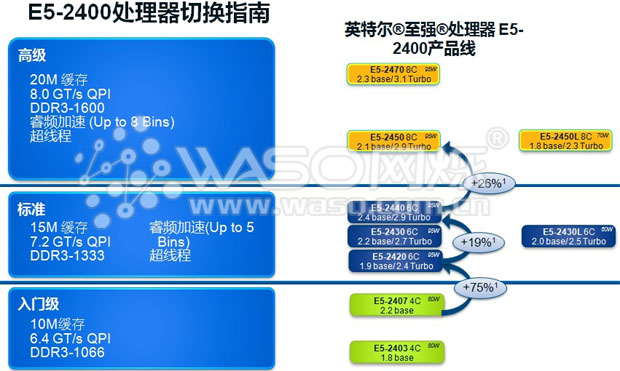 E5-2400处理器切换指南
高级
20M 缓存
8.0 GT/s QPI
DDR3-1600
睿频加速 (Up to 8 Bins)
超线程
标准
15M 缓存
7.2 GT/s QPI
DDR3-1333
睿频加速(Up to 5
Bins)
超线程
入门级
10M缓存
6.4 GT/s QPI
DDR3-1066
英特尔®至强®处理器 E5-
2400产品线
E5-2470 8C 95W
2.3 base/3.1 Turbo
E5-2450 8C 95W
2.1 base/2.9 Turbo
E5-2450L 8C 70W
1.8 base/2.3 Turbo
+26%¹
E5-2440 6C 95W
2.4 base/2.9 Turbo
E5-2430 6C 95W
2.2 base/2.7 Turbo
E5-2430L 6C 60W
2.0 base/2.5 Turbo
+19%¹
E5-2420 6C 95W
1.9 base/2.4 Turbo
+75%¹
E5-2407 4C 80W
2.2 base
E5-2403 4C 80W
1.8 base
WASO网烁®